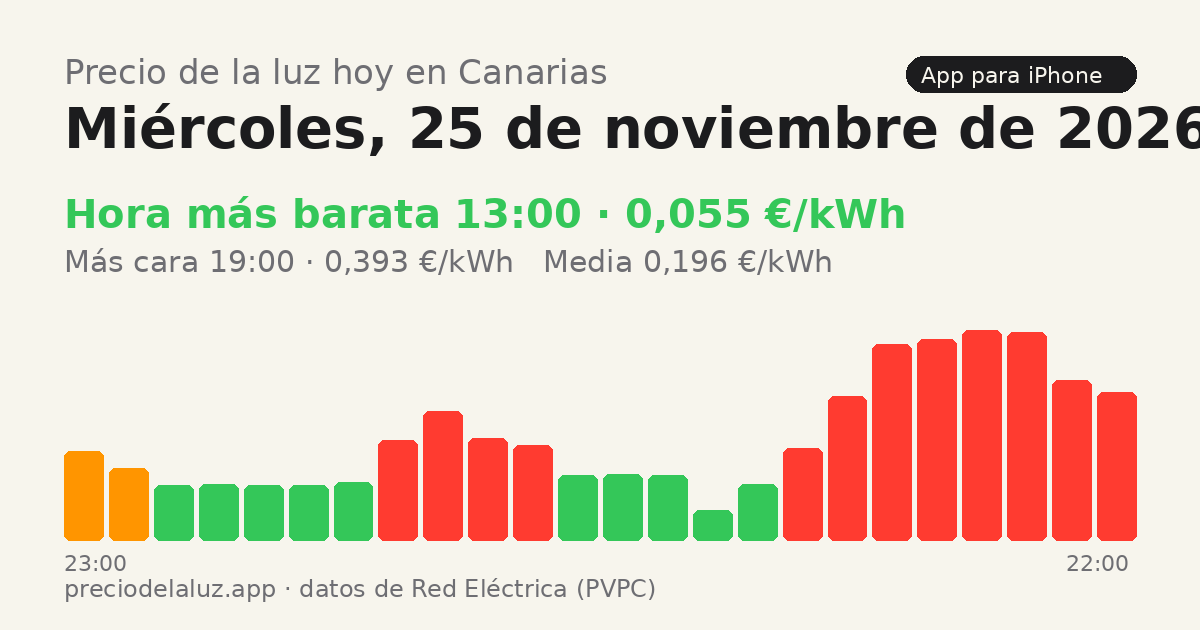 Precio de la luz hoy en Canarias
App para iPhone
Miércoles, 25 de noviembre de 2026
Hora más barata 13:00 · 0,055 €/kWh
Más cara 19:00 · 0,393 €/kWh Media 0,196 €/kWh
23:00
22:00
preciodelaluz.app · datos de Red Eléctrica (PVPC)